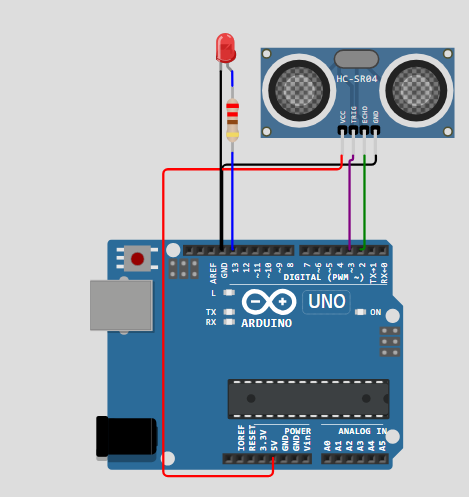 HC-SR04
VCC
TRIG
ECHO
GND
AREF
GND
13
12
~11
~10
~9
8
7
~6
~5
4
~3
2
TX→1
RX←0
DIGITAL (PWM ~)
L
TX
RX
UNO
ON
ARDUINO
IOREF
RESET
3.3V
5V
GND
GND
Vin
POWER
A0
A1
A2
A3
A4
A5
ANALOG IN